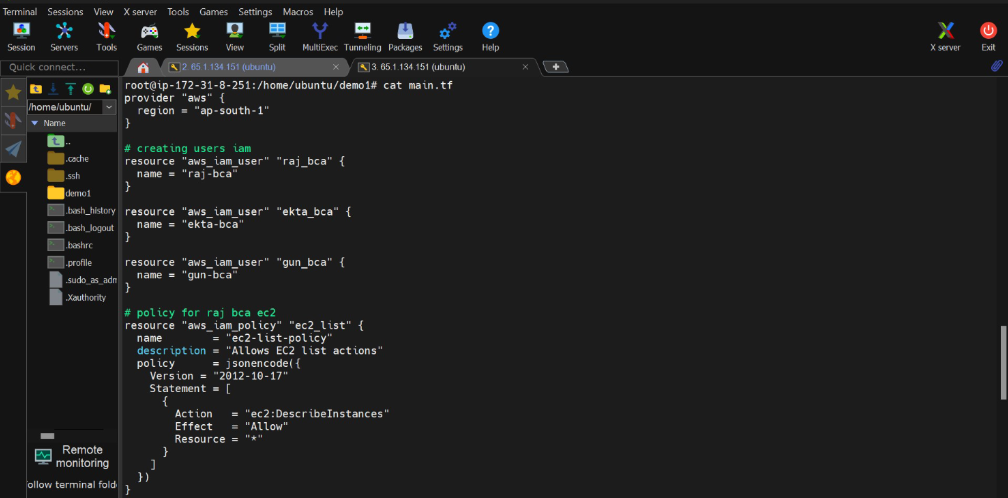 Terminal Sessions View X server Tools Games Settings Macros Help
Session Servers Tools Games Sessions View Split MultiExec Tunneling Packages Settings Help X server Exit
Quick connect...
2. 65.1.134.151 (ubuntu)
3. 65.1.134.151 (ubuntu)
/home/ubuntu/
Name
..
.cache
.ssh
demo1
.bash_history
.bash_logout
.bashrc
.profile
.sudo_as_adm
.Xauthority
Remote
monitoring
ollow terminal fold
root@ip-172-31-8-251:/home/ubuntu/demo1# cat main.tf
provider "aws" {
  region = "ap-south-1"
}

# creating users iam
resource "aws_iam_user" "raj_bca" {
  name = "raj-bca"
}

resource "aws_iam_user" "ekta_bca" {
  name = "ekta-bca"
}

resource "aws_iam_user" "gun_bca" {
  name = "gun-bca"
}

# policy for raj bca ec2
resource "aws_iam_policy" "ec2_list" {
  name        = "ec2-list-policy"
  description = "Allows EC2 list actions"
  policy      = jsonencode({
    Version = "2012-10-17"
    Statement = [
      {
        Action   = "ec2:DescribeInstances"
        Effect   = "Allow"
        Resource = "*"
      }
    ]
  })
}